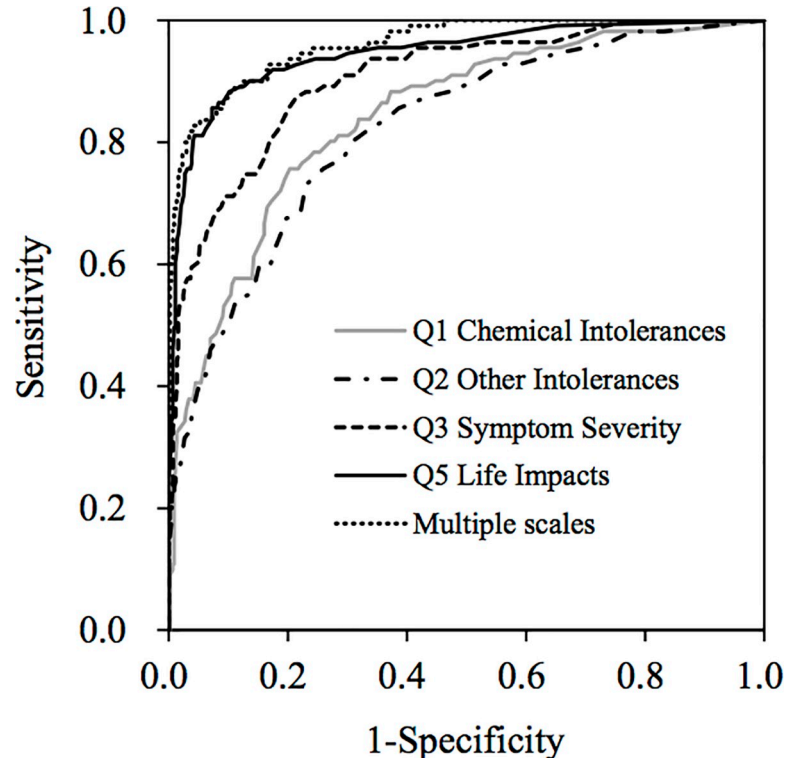 Sensitivity
1.0
0.8
0.6
0.4
0.2
0.0
Q1 Chemical Intolerances
Q2 Other Intolerances
Q3 Symptom Severity
Q5 Life Impacts
Multiple scales
0.0 0.2 0.4 0.6 0.8 1.0
1-Specificity